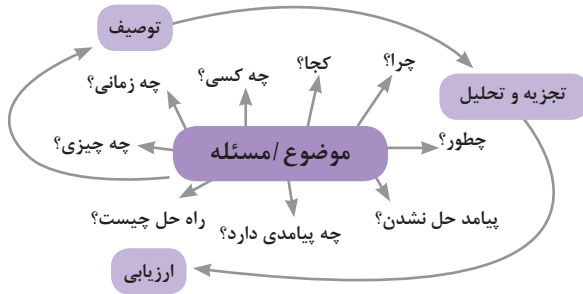 توصیف
چرا؟
کجا؟
چه کسی؟
چه زمانی؟
تجزیه و تحلیل
چطور؟
موضوع /مسئله
چه چیزی؟
پیامد حل نشدن؟
چه پیامدی دارد؟
راه حل چیست؟
ارزیابی